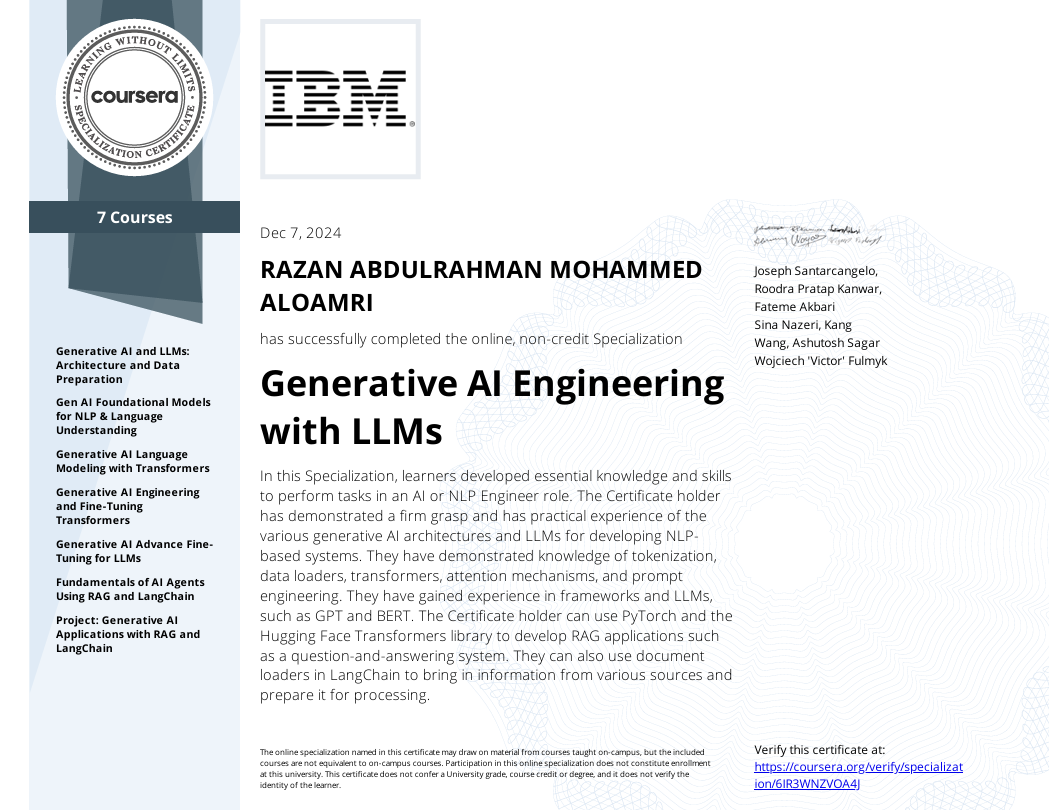 LEARNING WITHOUT LIMITS
coursera
SPECIALIZATION CERTIFICATE
IBM®
7 Courses
Generative AI and LLMs:
Architecture and Data
Preparation
Gen AI Foundational Models
for NLP & Language
Understanding
Generative AI Language
Modeling with Transformers
Generative AI Engineering
and Fine-Tuning
Transformers
Generative AI Advance Fine-
Tuning for LLMs
Fundamentals of AI Agents
Using RAG and LangChain
Project: Generative AI
Applications with RAG and
LangChain
Dec 7, 2024
RAZAN ABDULRAHMAN MOHAMMED
ALOAMRI
has successfully completed the online, non-credit Specialization
Generative AI Engineering
with LLMs
In this Specialization, learners developed essential knowledge and skills
to perform tasks in an AI or NLP Engineer role. The Certificate holder
has demonstrated a firm grasp and has practical experience of the
various generative AI architectures and LLMs for developing NLP-
based systems. They have demonstrated knowledge of tokenization,
data loaders, transformers, attention mechanisms, and prompt
engineering. They have gained experience in frameworks and LLMs,
such as GPT and BERT. The Certificate holder can use PyTorch and the
Hugging Face Transformers library to develop RAG applications such
as a question-and-answering system. They can also use document
loaders in LangChain to bring in information from various sources and
prepare it for processing.
The online specialization named in this certificate may draw on material from courses taught on-campus, but the included
courses are not equivalent to on-campus courses. Participation in this online specialization does not constitute enrollment
at this university. This certificate does not confer a University grade, course credit or degree, and it does not verify the
identity of the learner.
Joseph Santarcangelo,
Roodra Pratap Kanwar,
Fateme Akbari
Sina Nazeri, Kang
Wang, Ashutosh Sagar
Wojciech 'Victor' Fulmyk
Verify this certificate at:
https://coursera.org/verify/specializat
ion/6IR3WNZVOA4J